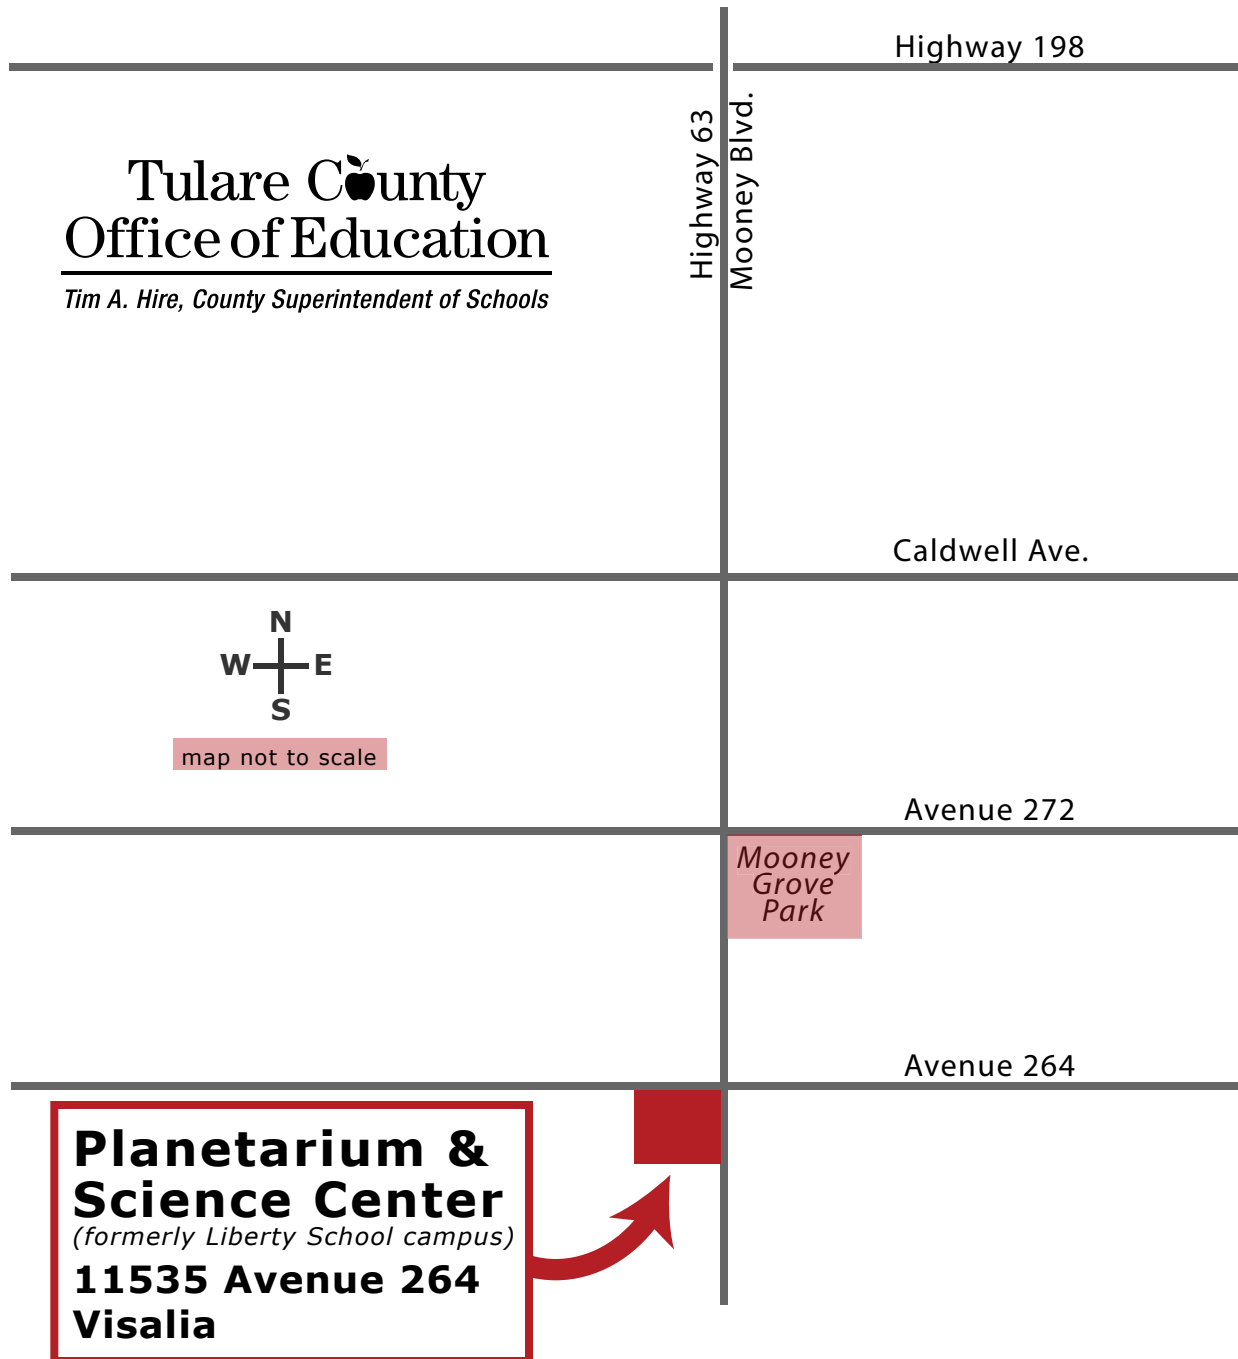 Highway 198
Highway 63
Mooney Blvd.
Tulare County
Office of Education
Tim A. Hire, County Superintendent of Schools
Caldwell Ave.
N
W E
S
map not to scale
Avenue 272
Mooney
Grove
Park
Avenue 264
Planetarium &
Science Center
(formerly Liberty School campus)
11535 Avenue 264
Visalia